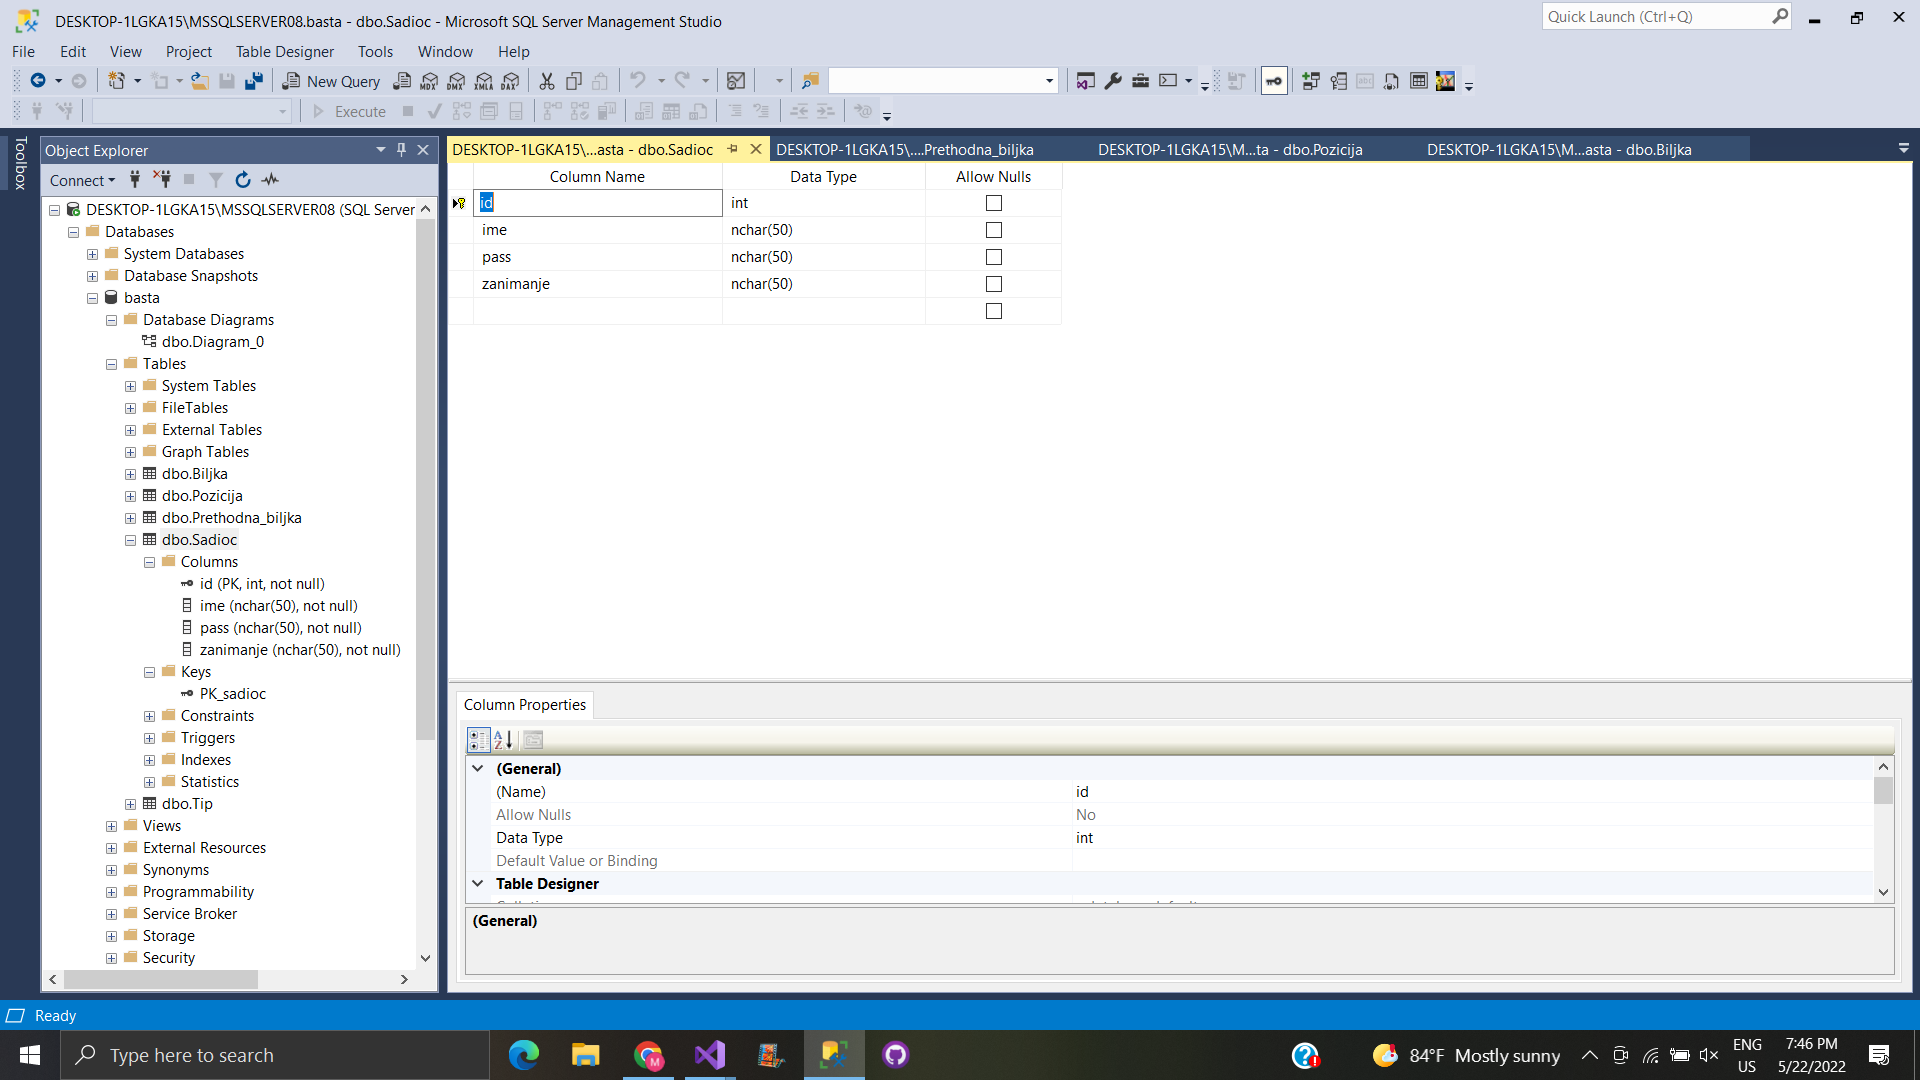 DESKTOP-1LGKA15\MSSQLSERVER08.basta - dbo.Sadioc - Microsoft SQL Server Management Studio
Quick Launch (Ctrl+Q)
File Edit View Project Table Designer Tools Window Help
New Query
MDX DMX XMLA DAX
Execute
Toolbox
Object Explorer
Connect
DESKTOP-1LGKA15\MSSQLSERVER08 (SQL Server
Databases
System Databases
Database Snapshots
basta
Database Diagrams
dbo.Diagram_0
Tables
System Tables
FileTables
External Tables
Graph Tables
dbo.Biljka
dbo.Pozicija
dbo.Prethodna_biljka
dbo.Sadioc
Columns
id (PK, int, not null)
ime (nchar(50), not null)
pass (nchar(50), not null)
zanimanje (nchar(50), not null)
Keys
PK_sadioc
Constraints
Triggers
Indexes
Statistics
dbo.Tip
Views
External Resources
Synonyms
Programmability
Service Broker
Storage
Security
DESKTOP-1LGKA15\...asta - dbo.Sadioc
DESKTOP-1LGKA15\....Prethodna_biljka
DESKTOP-1LGKA15\M...ta - dbo.Pozicija
DESKTOP-1LGKA15\M...asta - dbo.Biljka
Column Name Data Type Allow Nulls
id int
ime nchar(50)
pass nchar(50)
zanimanje nchar(50)
Column Properties
(General)
(Name) id
Allow Nulls No
Data Type int
Default Value or Binding
Table Designer
(General)
Ready
Type here to search
84°F Mostly sunny
ENG
US
7:46 PM
5/22/2022